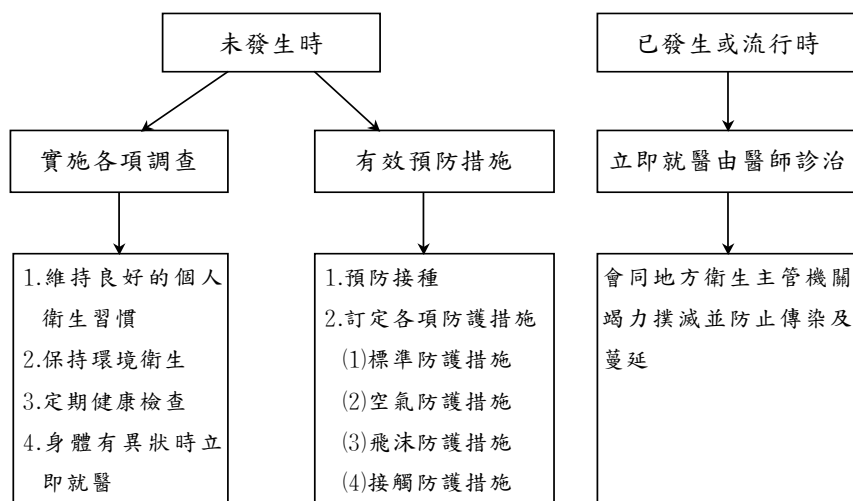 未發生時
已發生或流行時
實施各項調查
有效預防措施
立即就醫由醫師診治
1.維持良好的個人
衛生習慣
2.保持環境衛生
3.定期健康檢查
4.身體有異狀時立
即就醫
1.預防接種
2.訂定各項防護措施
⑴標準防護措施
⑵空氣防護措施
⑶飛沫防護措施
⑷接觸防護措施
會同地方衛生主管機關
竭力撲滅並防止傳染及
蔓延